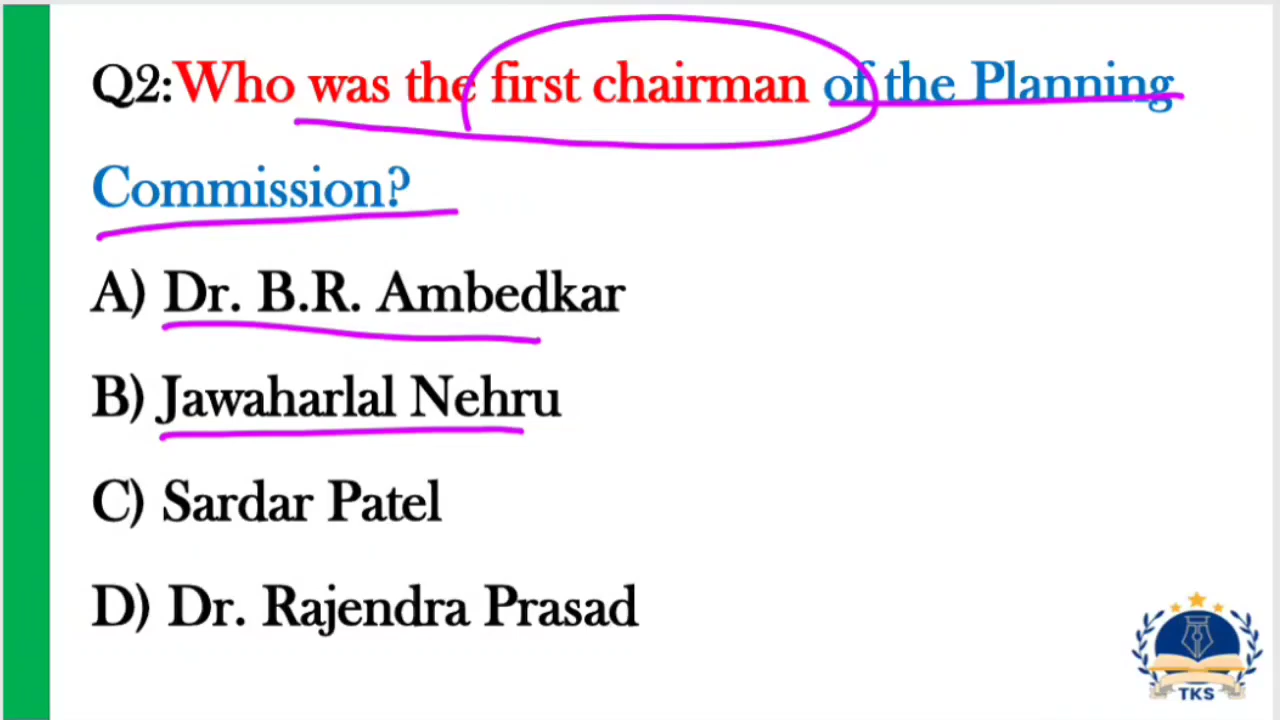 Q2:Who was the first chairman of the Planning
Commission?
A) Dr. B.R. Ambedkar
B) Jawaharlal Nehru
C) Sardar Patel
D) Dr. Rajendra Prasad
TKS